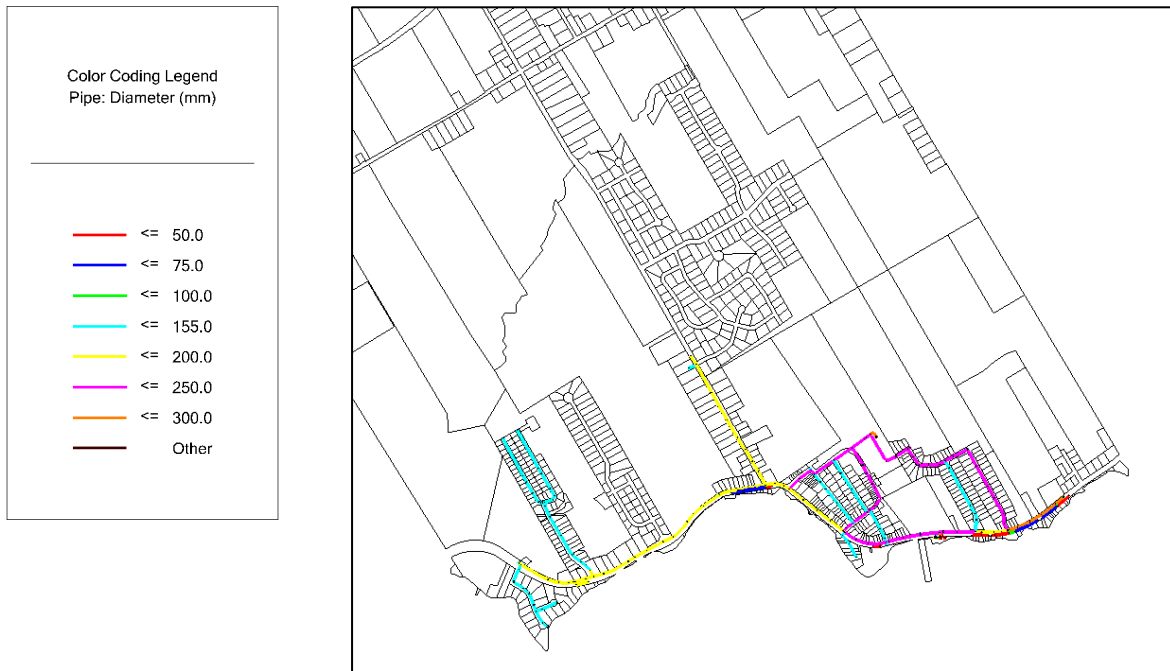 Color Coding Legend
Pipe: Diameter (mm)
<= 50.0
<= 75.0
<= 100.0
<= 155.0
<= 200.0
<= 250.0
<= 300.0
Other